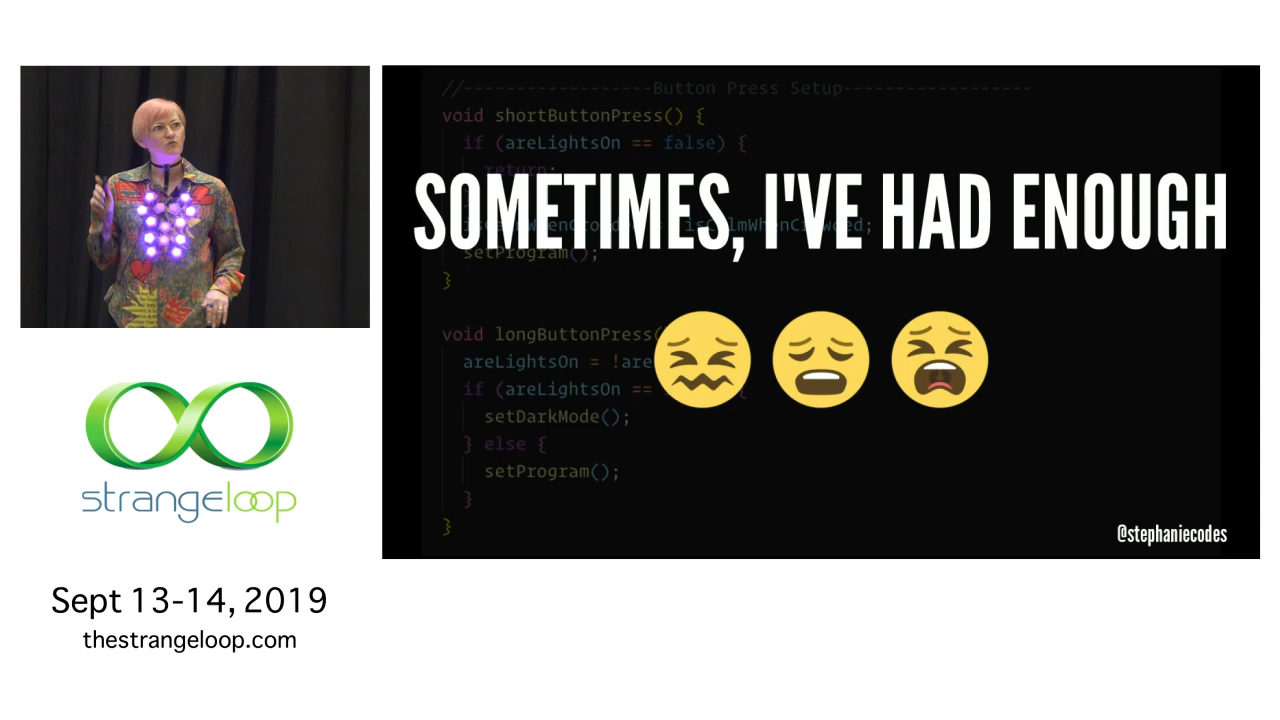 //------------------Button Press Setup------------------
void shortButtonPress() {
if (areLightsOn == false) {
return;
SOMETIMES, I'VE HAD ENOUGH
setProgram();
}
void longButtonPress(
areLightsOn = !are
if (areLightsOn ==
{
setDarkMode();
} else {
setProgram();
}
}
@stephaniecodes
strangeloop
Sept 13-14, 2019
thestrangeloop.com